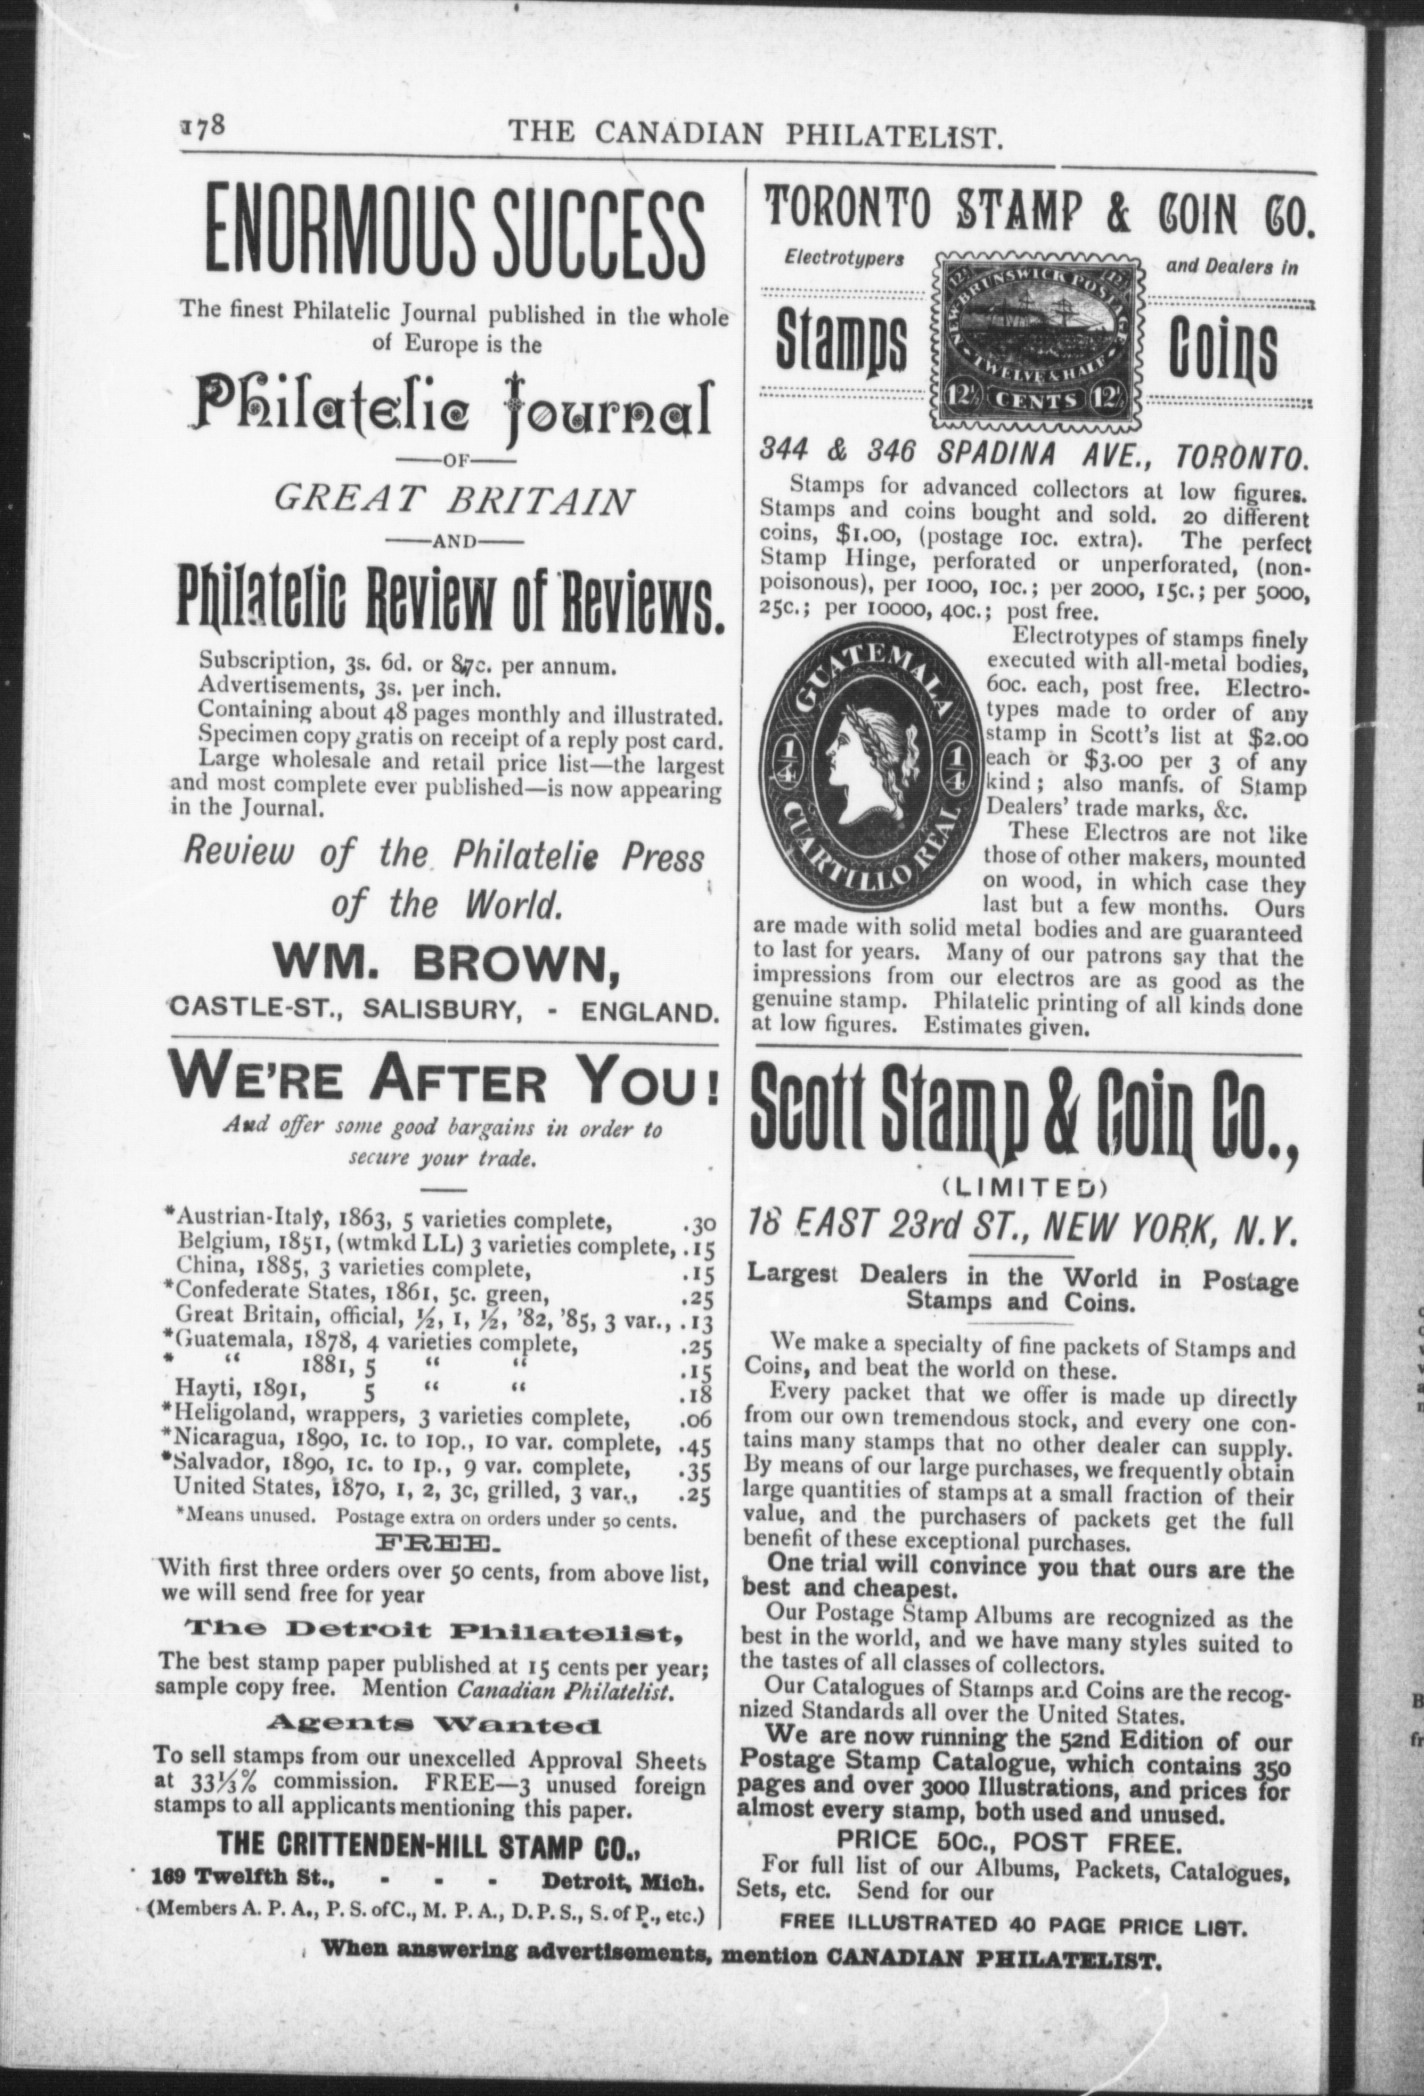 178
THE CANADIAN PHILATELIST.
ENORMOUS SUCCESS
The finest Philatelic Journal published in the whole
of Europe is the
Philatelic Journal
—OF—
GREAT BRITAIN
—AND—
Philatelic Review of Reviews.
Subscription, 3s. 6d. or 87c. per annum.
Advertisements, 3s. per inch.
Containing about 48 pages monthly and illustrated.
Specimen copy gratis on receipt of a reply post card.
Large wholesale and retail price list—the largest
and most complete ever published—is now appearing
in the Journal.
Review of the Philatelic Press
of the World.
WM. BROWN,
CASTLE-ST., SALISBURY, - ENGLAND.
WE'RE AFTER YOU!
And offer some good bargains in order to
secure your trade.
*Austrian-Italy, 1863, 5 varieties complete, .30
Belgium, 1851, (wtmkd LL) 3 varieties complete, .15
China, 1885, 3 varieties complete, .15
*Confederate States, 1861, 5c. green, .25
Great Britain, official, ½, 1, ½, '82, '85, 3 var., .13
*Guatemala, 1878, 4 varieties complete, .25
* " 1881, 5 " " .15
Hayti, 1891, 5 " " .18
*Heligoland, wrappers, 3 varieties complete, .06
*Nicaragua, 1890, 1c. to 10p., 10 var. complete, .45
*Salvador, 1890, 1c. to 1p., 9 var. complete, .35
United States, 1870, 1, 2, 3c, grilled, 3 var., .25
*Means unused. Postage extra on orders under 50 cents.
FREE.
With first three orders over 50 cents, from above list,
we will send free for year
The Detroit Philatelist,
The best stamp paper published at 15 cents per year;
sample copy free. Mention Canadian Philatelist.
Agents Wanted
To sell stamps from our unexcelled Approval Sheets
at 33⅓% commission. FREE—3 unused foreign
stamps to all applicants mentioning this paper.
THE CRITTENDEN-HILL STAMP CO.,
169 Twelfth St., - - - Detroit, Mich.
(Members A. P. A., P. S. of C., M. P. A., D. P. S., S. of P., etc.)
TORONTO STAMP & COIN CO.
Electrotypers
and Dealers in
Stamps
Coins
NEW-BRUNSWICK POSTAGE
TWELVE & HALF
12½ CENTS 12½
344 & 346 SPADINA AVE., TORONTO.
Stamps for advanced collectors at low figures.
Stamps and coins bought and sold. 20 different
coins, $1.00, (postage 10c. extra). The perfect
Stamp Hinge, perforated or unperforated, (non-
poisonous), per 1000, 10c.; per 2000, 15c.; per 5000,
25c.; per 10000, 40c.; post free.
GUATEMALA
¼ ¼
CUARTILLO REAL
Electrotypes of stamps finely
executed with all-metal bodies,
60c. each, post free. Electro-
types made to order of any
stamp in Scott's list at $2.00
each or $3.00 per 3 of any
kind; also manfs. of Stamp
Dealers' trade marks, &c.
These Electros are not like
those of other makers, mounted
on wood, in which case they
last but a few months. Ours
are made with solid metal bodies and are guaranteed
to last for years. Many of our patrons say that the
impressions from our electros are as good as the
genuine stamp. Philatelic printing of all kinds done
at low figures. Estimates given.
Scott Stamp & Coin Co.,
(LIMITED)
18 EAST 23rd ST., NEW YORK, N.Y.
Largest Dealers in the World in Postage
Stamps and Coins.
We make a specialty of fine packets of Stamps and
Coins, and beat the world on these.
Every packet that we offer is made up directly
from our own tremendous stock, and every one con-
tains many stamps that no other dealer can supply.
By means of our large purchases, we frequently obtain
large quantities of stamps at a small fraction of their
value, and the purchasers of packets get the full
benefit of these exceptional purchases.
One trial will convince you that ours are the
best and cheapest.
Our Postage Stamp Albums are recognized as the
best in the world, and we have many styles suited to
the tastes of all classes of collectors.
Our Catalogues of Stamps and Coins are the recog-
nized Standards all over the United States.
We are now running the 52nd Edition of our
Postage Stamp Catalogue, which contains 350
pages and over 3000 Illustrations, and prices for
almost every stamp, both used and unused.
PRICE 50c., POST FREE.
For full list of our Albums, Packets, Catalogues,
Sets, etc. Send for our
FREE ILLUSTRATED 40 PAGE PRICE LIST.
When answering advertisements, mention CANADIAN PHILATELIST.